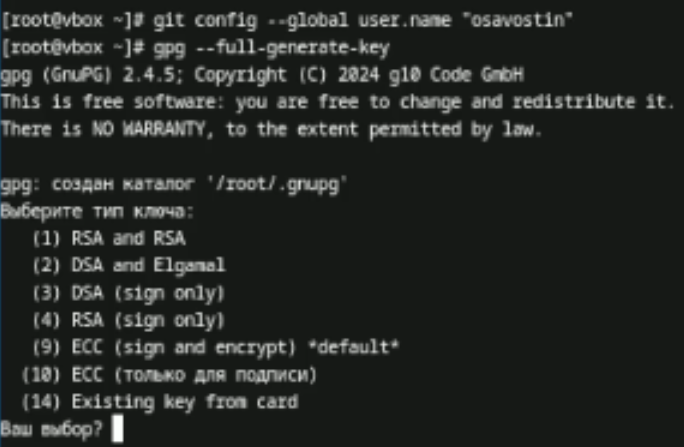 [root@vbox ~]# git config --global user.name "osavostin"
[root@vbox ~]# gpg --full-generate-key
gpg (GnuPG) 2.4.5; Copyright (C) 2024 g10 Code GmbH
This is free software: you are free to change and redistribute it.
There is NO WARRANTY, to the extent permitted by law.

gpg: создан каталог '/root/.gnupg'
Выберите тип ключа:
   (1) RSA and RSA
   (2) DSA and Elgamal
   (3) DSA (sign only)
   (4) RSA (sign only)
   (9) ECC (sign and encrypt) *default*
  (10) ECC (только для подписи)
  (14) Existing key from card
Ваш выбор?